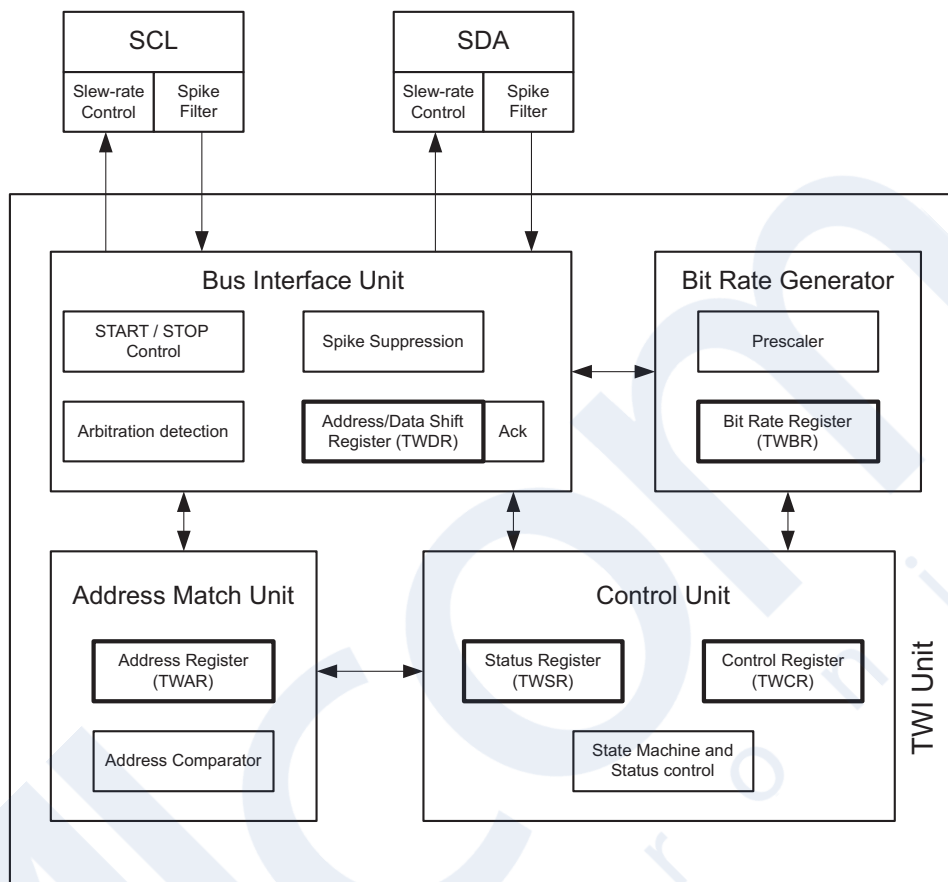 SCL
Slew-rate
Control
Spike
Filter
SDA
Slew-rate
Control
Spike
Filter
Bus Interface Unit
START / STOP
Control
Spike Suppression
Arbitration detection
Address/Data Shift
Register (TWDR)
Ack
Bit Rate Generator
Prescaler
Bit Rate Register
(TWBR)
Address Match Unit
Address Register
(TWAR)
Address Comparator
Control Unit
Status Register
(TWSR)
Control Register
(TWCR)
State Machine and
Status control
TWI Unit